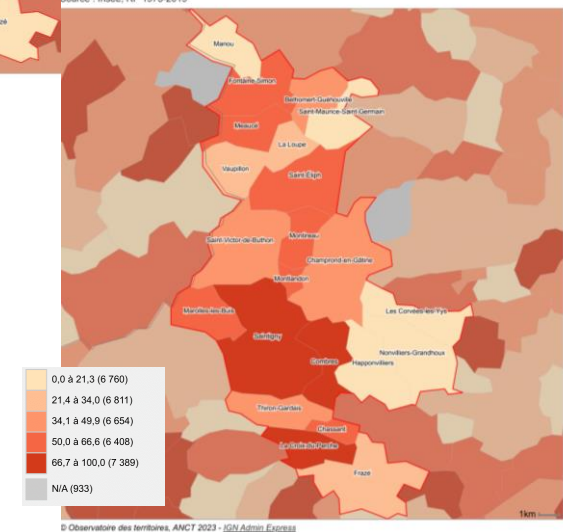 zé
Source : Insee, RP 1975-2019
Manou
Fontaine-Simon
Belhomert-Guéhouville
Saint-Maurice-Saint-Germain
Meaucé
La Loupe
Vaupillon
Saint-Eliph
Saint-Victor-de-Buthon
Montireau
Champrond-en-Gâtine
Montlandon
Marolles-les-Buis
Les Corvées-les-Yys
Saintigny
Nonvilliers-Grandhoux
Combres
Happonvilliers
0,0 à 21,3 (6 760)
21,4 à 34,0 (6 811)
34,1 à 49,9 (6 654)
50,0 à 66,6 (6 408)
66,7 à 100,0 (7 389)
N/A (933)
Thiron-Gardais
Chassant
La Croix-du-Perche
Frazé
1km
© Observatoire des territoires, ANCT 2023 - IGN Admin Express